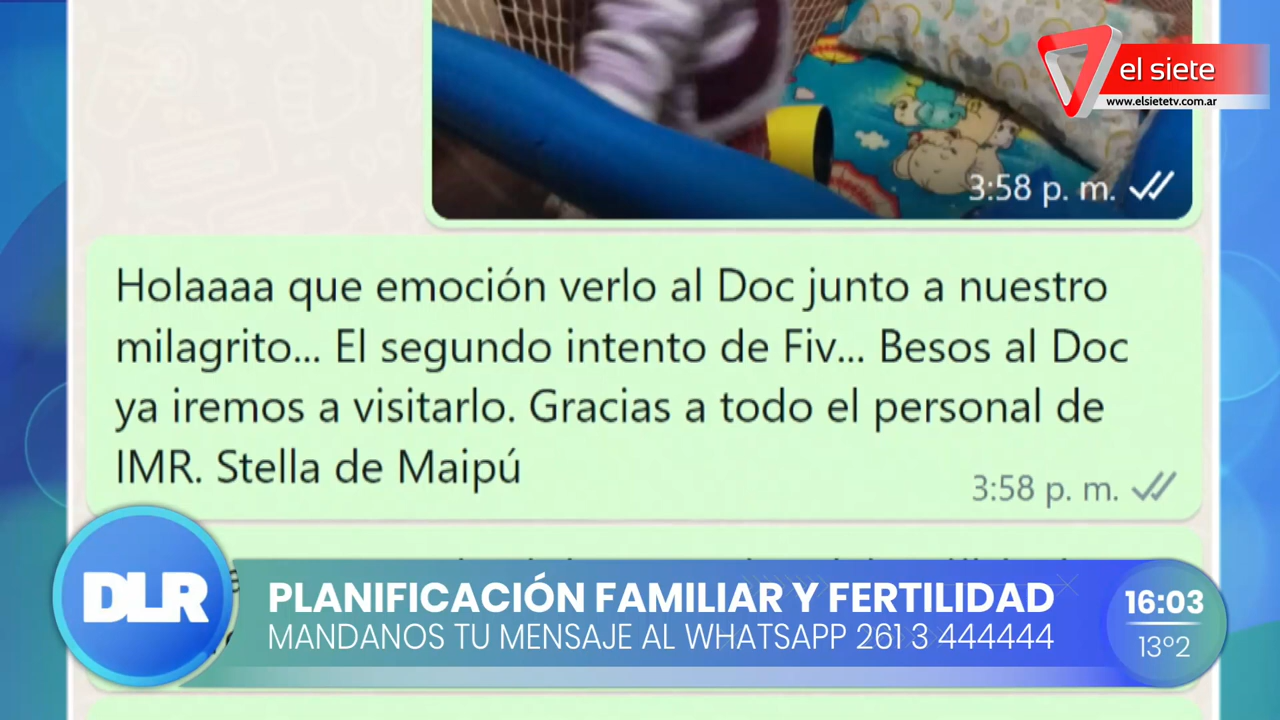 el siete
www.elsietetv.com.ar
3:58 p. m.
Holaaaa que emoción verlo al Doc junto a nuestro
milagrito... El segundo intento de Fiv... Besos al Doc
ya iremos a visitarlo. Gracias a todo el personal de
IMR. Stella de Maipú
3:58 p. m.
DLR
PLANIFICACIÓN FAMILIAR Y FERTILIDAD
MANDANOS TU MENSAJE AL WHATSAPP 261 3 444444
16:03
13º2